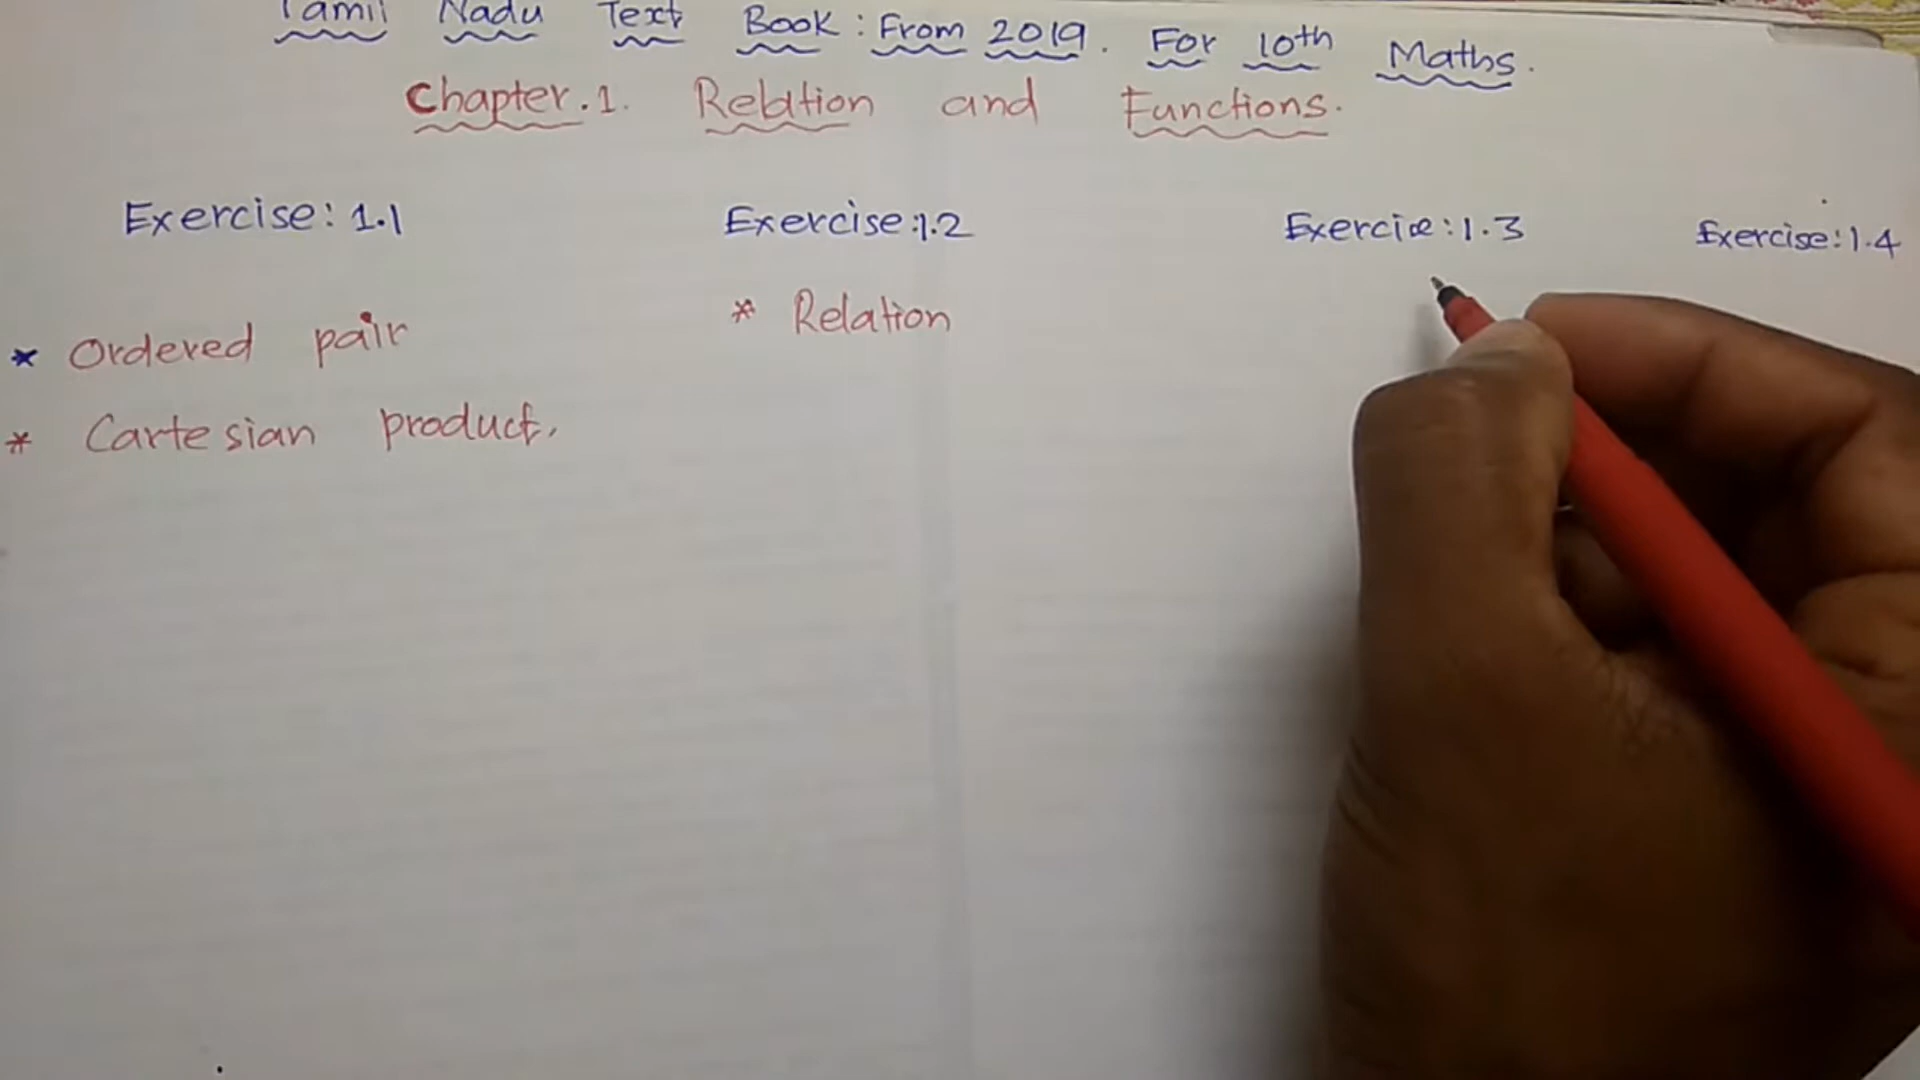 Tamil Nadu Text Book : From 2019. For 10th Maths.
Chapter.1. Relation and Functions.
Exercise: 1.1
Exercise:1.2
Exercise:1.3
Exercise:1.4
* Ordered pair
* Cartesian product.
* Relation